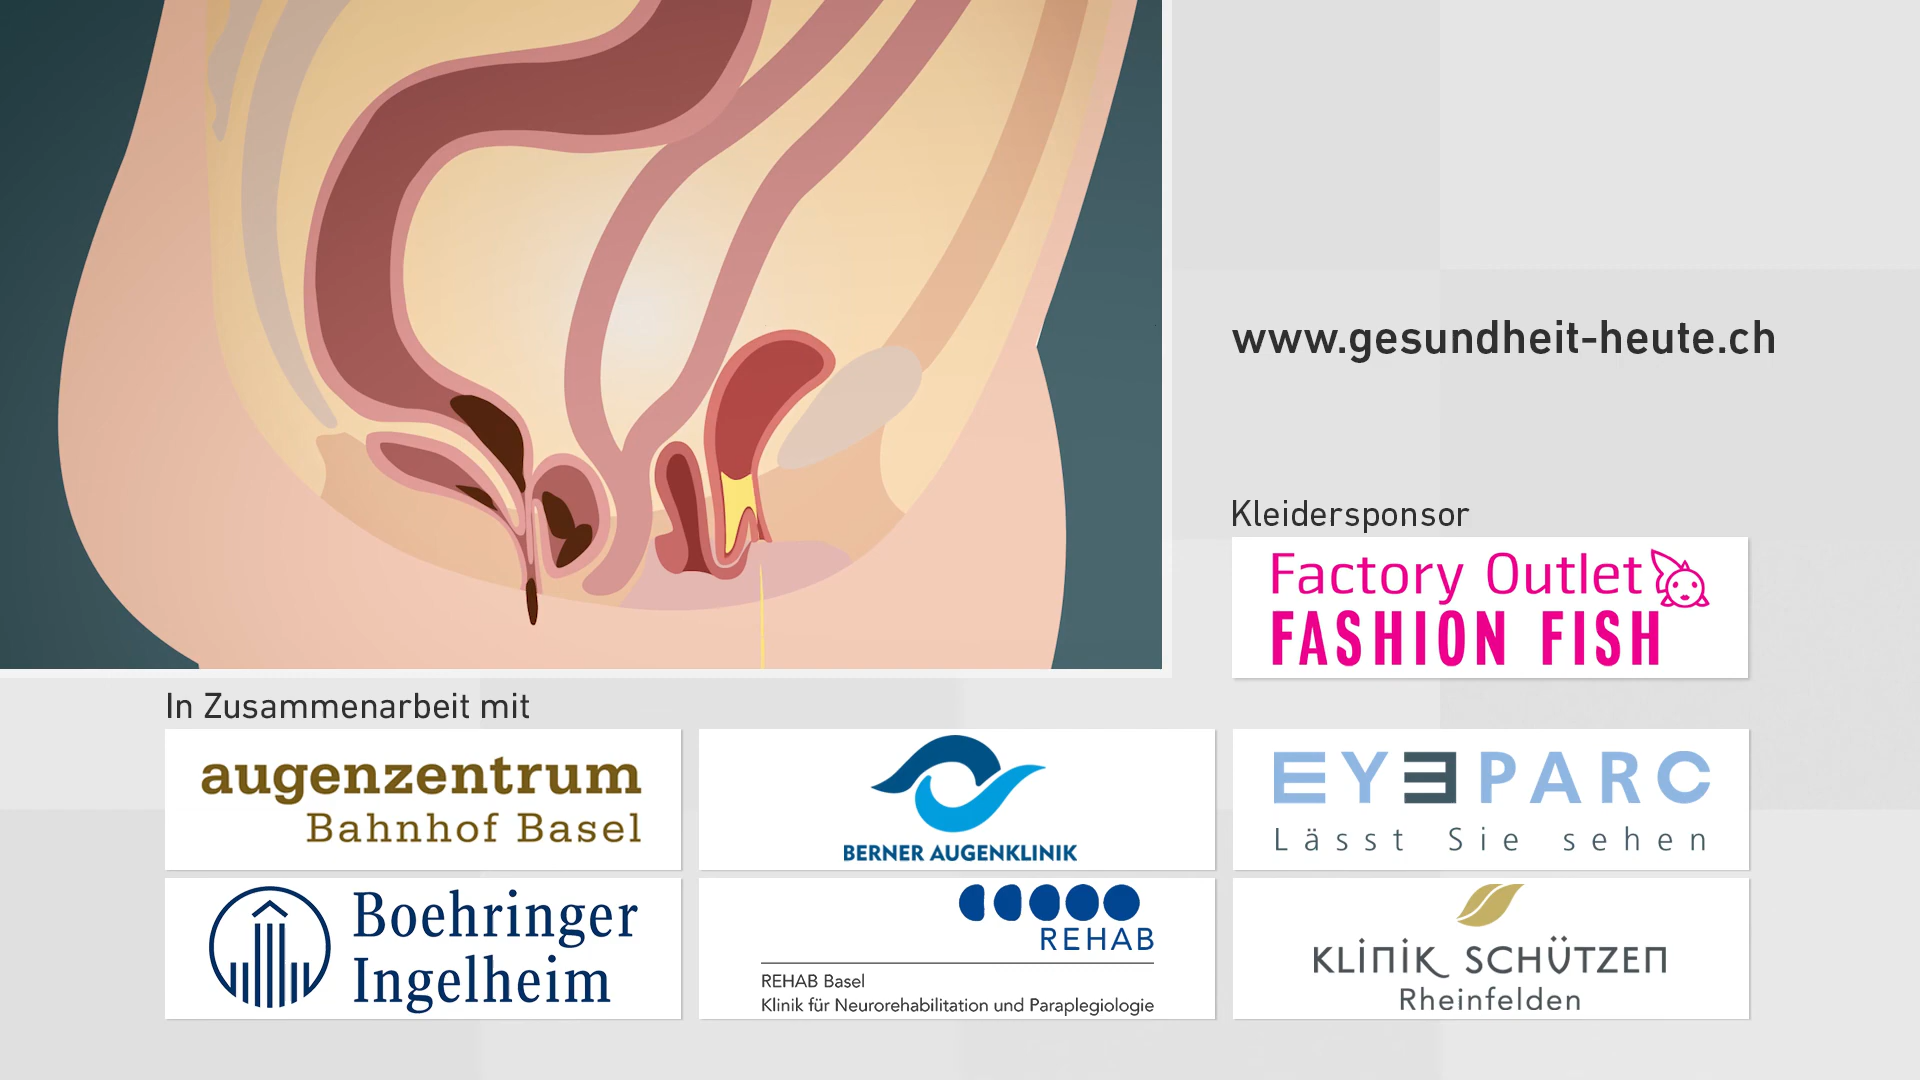 www.gesundheit-heute.ch
Kleidersponsor
Factory Outlet
FASHION FISH
In Zusammenarbeit mit
augenzentrum
Bahnhof Basel
BERNER AUGENKLINIK
EYEPARC
Lässt Sie sehen
Boehringer
Ingelheim
REHAB
REHAB Basel
Klinik für Neurorehabilitation und Paraplegiologie
KLINIK SCHÜTZEN
Rheinfelden